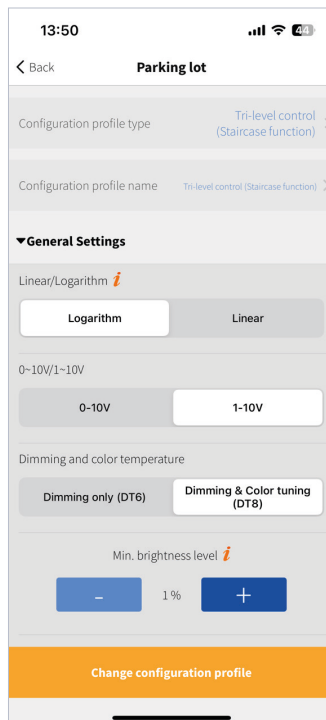 13:50
Back
Parking lot
Configuration profile type
Tri-level control
(Staircase function)
Configuration profile name
Tri-level control (Staircase function)
▾General Settings
Linear/Logarithm i
Logarithm
Linear
0~10V/1~10V
0-10V
1-10V
Dimming and color temperature
Dimming only (DT6)
Dimming & Color tuning
(DT8)
Min. brightness level i
-
1 %
+
Change configuration profile